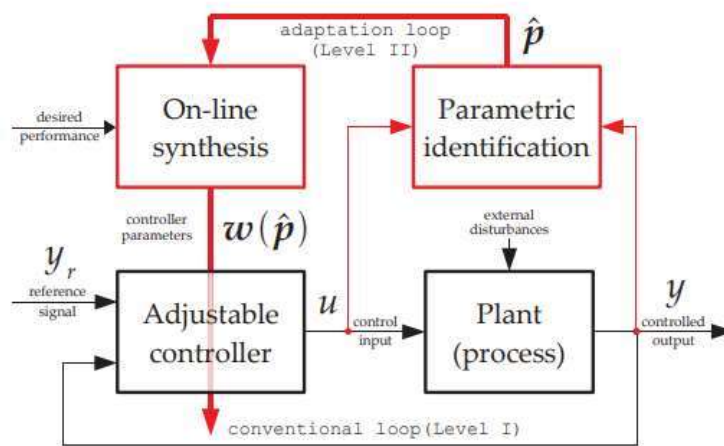 adaptation loop
(Level II)
p̂
On-line
synthesis
Parametric
identification
desired
performance
controller
parameters
w(p̂)
external
disturbances
y_r
reference
signal
Adjustable
controller
u
control
input
Plant
(process)
y
controlled
output
conventional loop(Level I)